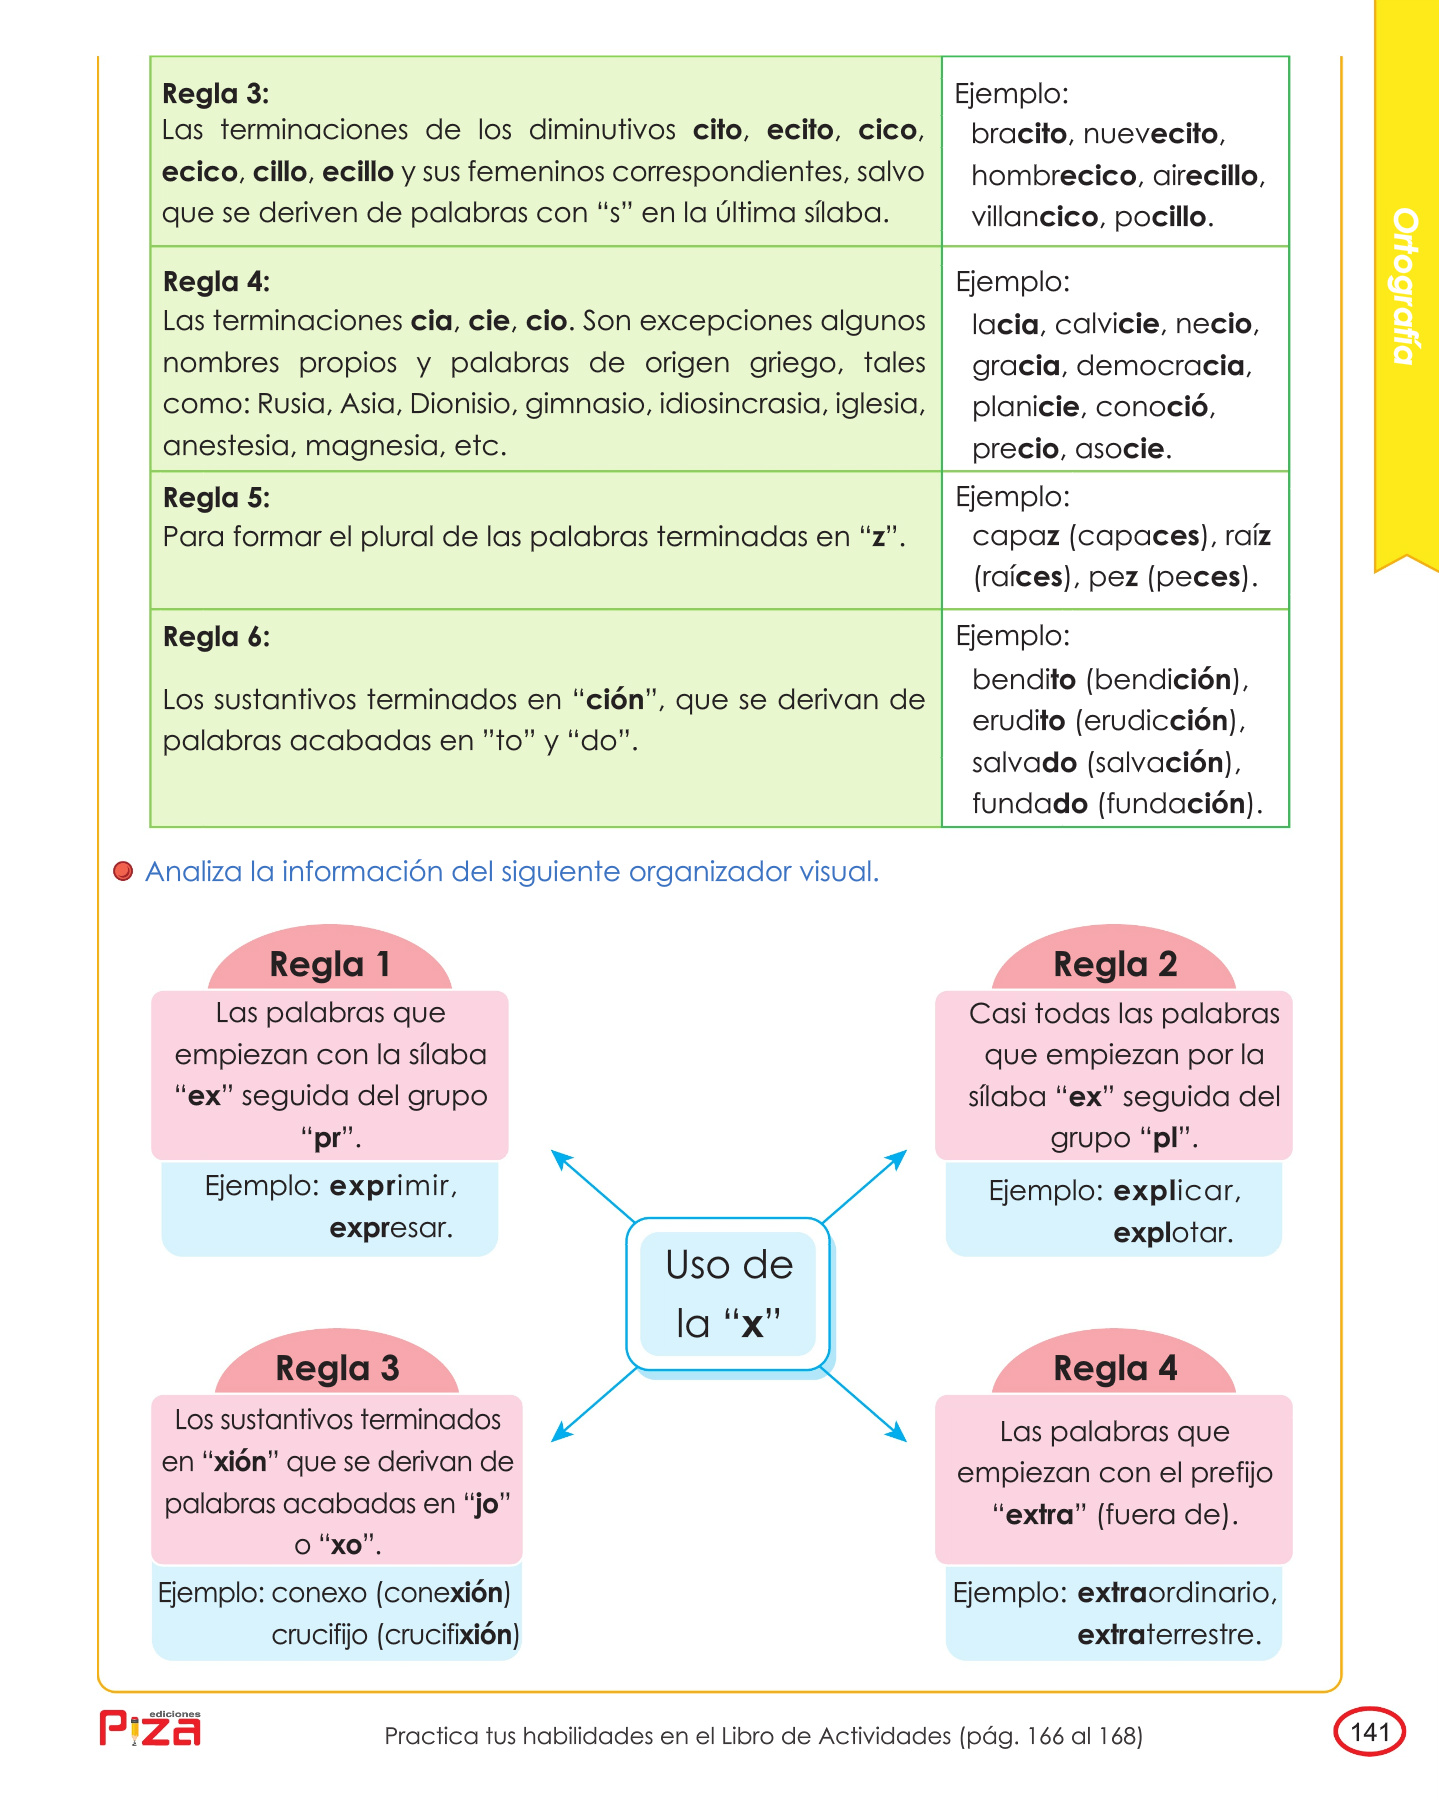 Regla 3:
Las terminaciones de los diminutivos cito, ecito, cico,
ecico, cillo, ecillo y sus femeninos correspondientes, salvo
que se deriven de palabras con “s” en la última sílaba.
Ejemplo:
bracito, nuevecito,
hombrecico, airecillo,
villancico, pocillo.
Regla 4:
Las terminaciones cia, cie, cio. Son excepciones algunos
nombres propios y palabras de origen griego, tales
como: Rusia, Asia, Dionisio, gimnasio, idiosincrasia, iglesia,
anestesia, magnesia, etc.
Ejemplo:
lacia, calvicie, necio,
gracia, democracia,
planicie, conoció,
precio, asocie.
Regla 5:
Para formar el plural de las palabras terminadas en “z”.
Ejemplo:
capaz (capaces), raíz
(raíces), pez (peces).
Regla 6:
Los sustantivos terminados en “ción”, que se derivan de
palabras acabadas en ”to” y “do”.
Ejemplo:
bendito (bendición),
erudito (erudicción),
salvado (salvación),
fundado (fundación).
Ortografía
Analiza la información del siguiente organizador visual.
Regla 1
Las palabras que
empiezan con la sílaba
“ex” seguida del grupo
“pr”.
Ejemplo: exprimir,
expresar.
Regla 2
Casi todas las palabras
que empiezan por la
sílaba “ex” seguida del
grupo “pl”.
Ejemplo: explicar,
explotar.
Uso de
la “x”
Regla 3
Los sustantivos terminados
en “xión” que se derivan de
palabras acabadas en “jo”
o “xo”.
Ejemplo: conexo (conexión)
crucifijo (crucifixión)
Regla 4
Las palabras que
empiezan con el prefijo
“extra” (fuera de).
Ejemplo: extraordinario,
extraterrestre.
ediciones
Piza
Practica tus habilidades en el Libro de Actividades (pág. 166 al 168)
141